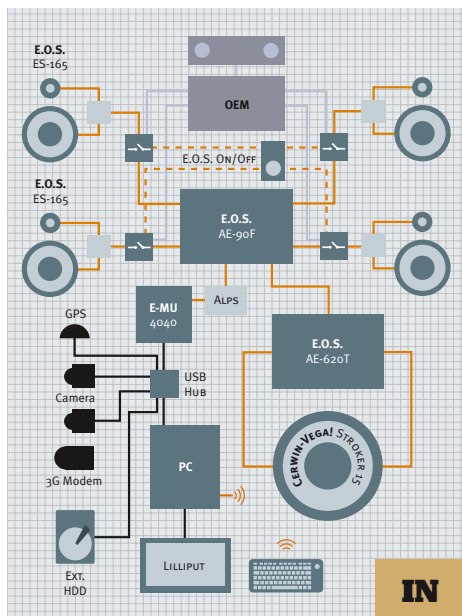 E.O.S.
ES-165
OEM
E.O.S. On/Off
E.O.S.
ES-165
E.O.S.
AE-90F
E-MU
4040
Alps
GPS
E.O.S.
AE-620T
USB
Hub
Camera
Cerwin-Vega! Stroker 15
PC
3G Modem
Lilliput
Ext.
HDD
IN